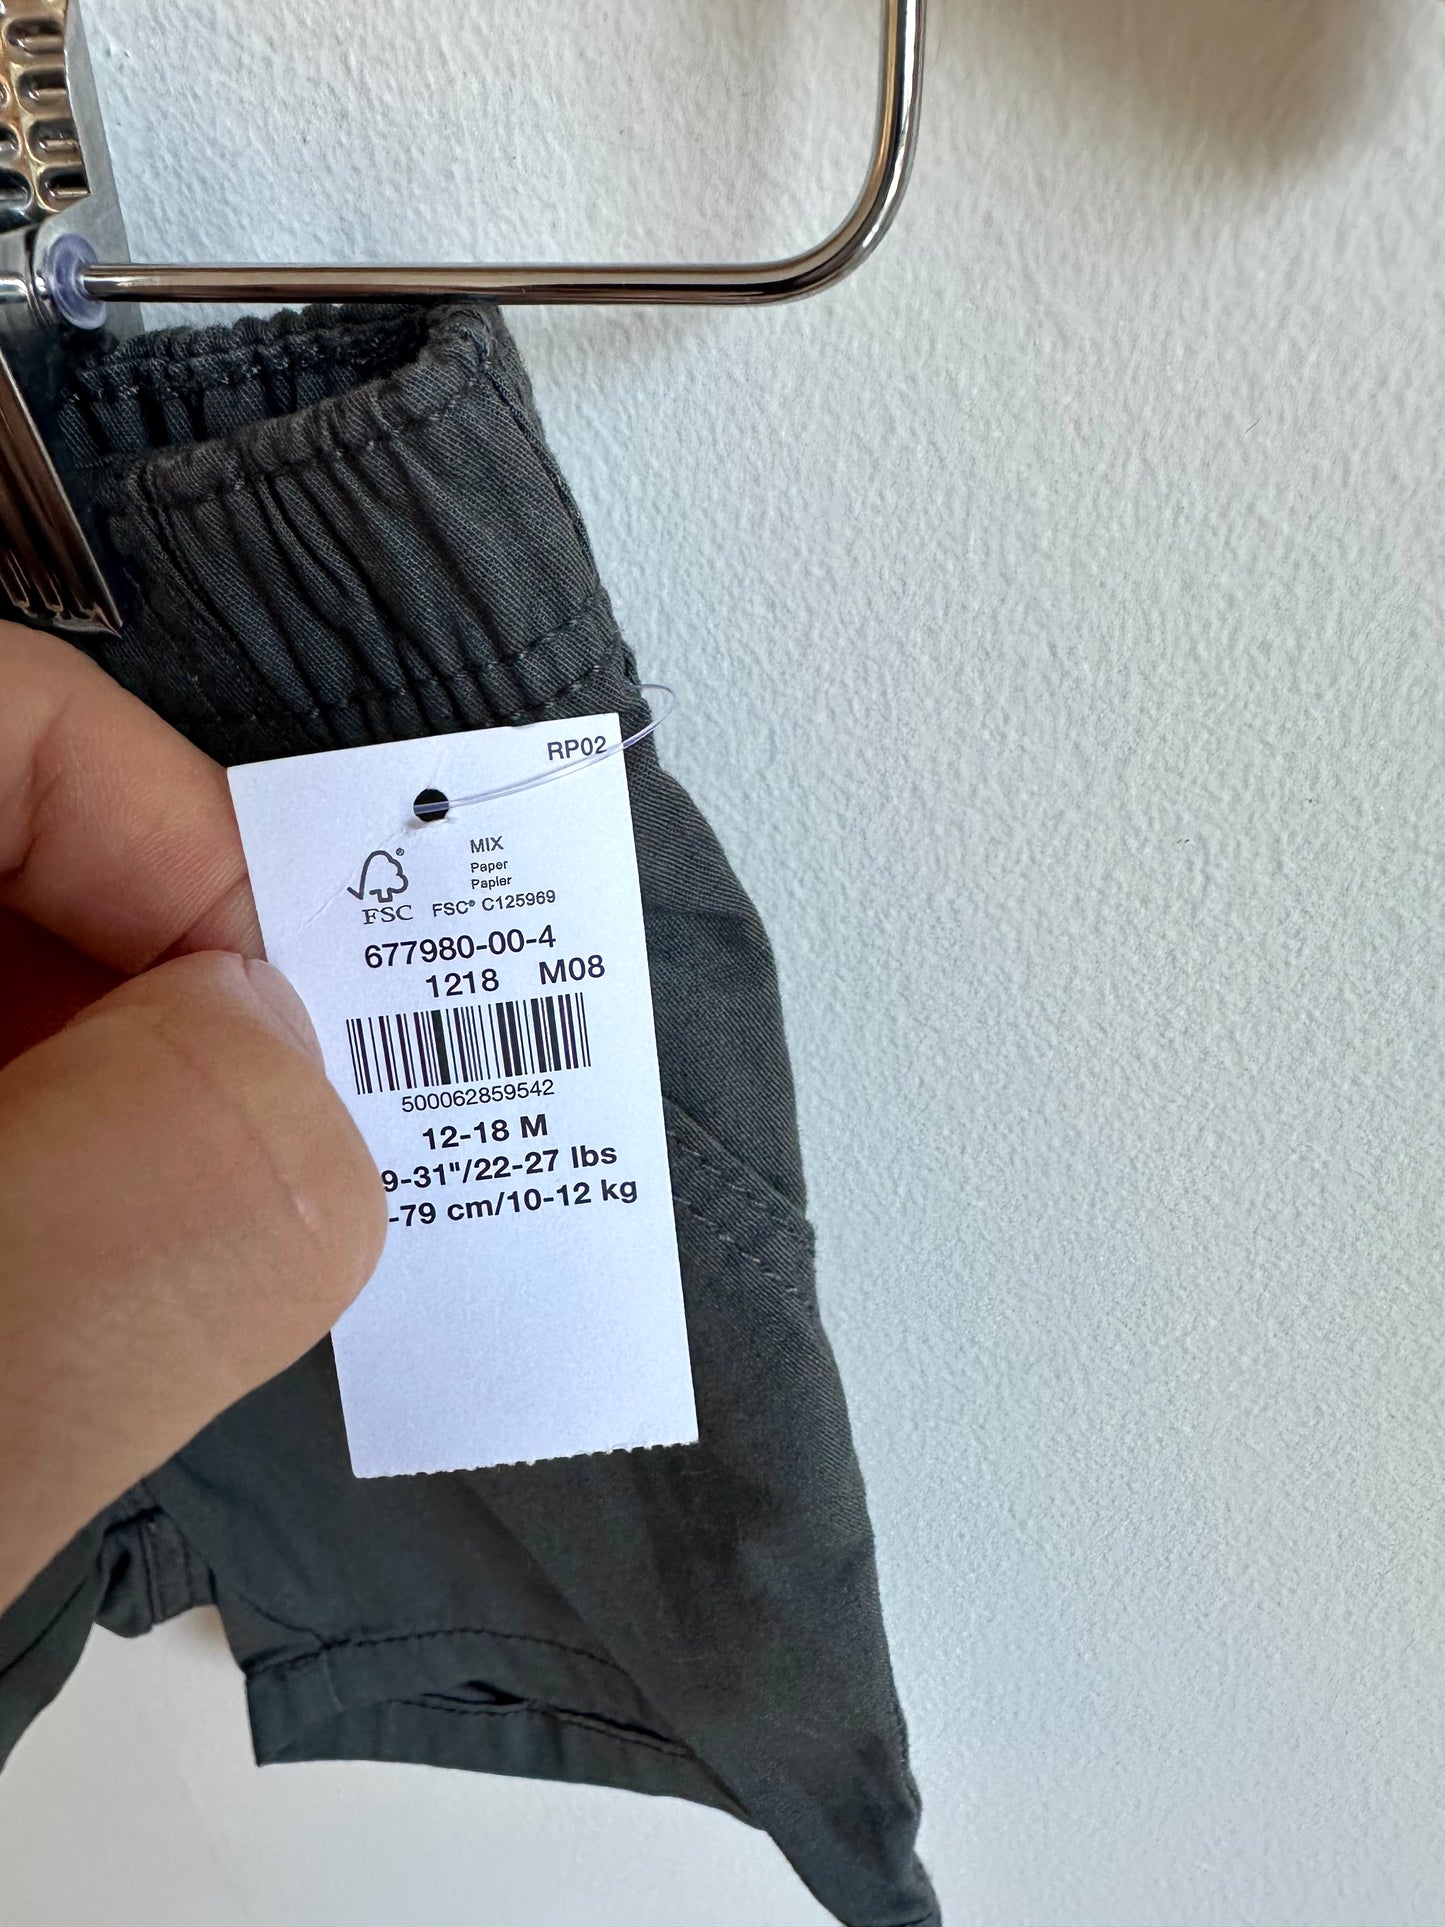 RP02
MIX
Paper
Papier
FSC® C125969
FSC
677980-00-4
1218 M08
500062859542
12-18 M
9-31"/22-27 lbs
-79 cm/10-12 kg